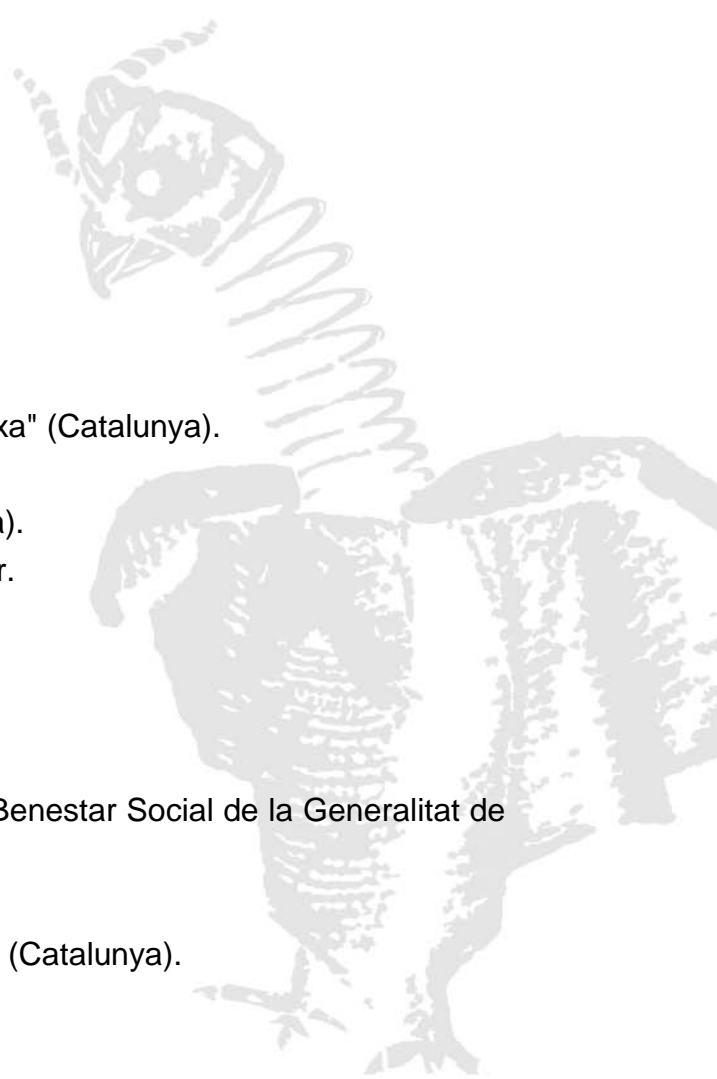 xa" (Catalunya).
).
r.
Benestar Social de la Generalitat de
(Catalunya).